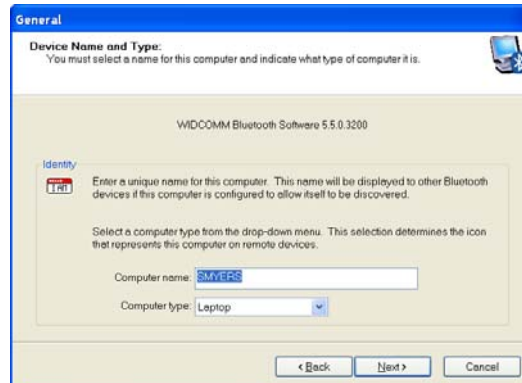 General
Device Name and Type:
You must select a name for this computer and indicate what type of computer it is.
WIDCOMM Bluetooth Software 5.5.0.3200
Identity
I AM
Enter a unique name for this computer. This name will be displayed to other Bluetooth
devices if this computer is configured to allow itself to be discovered.
Select a computer type from the drop-down menu. This selection determines the icon
that represents this computer on remote devices.
Computer name: SMYERS
Computer type: Laptop
< Back Next > Cancel